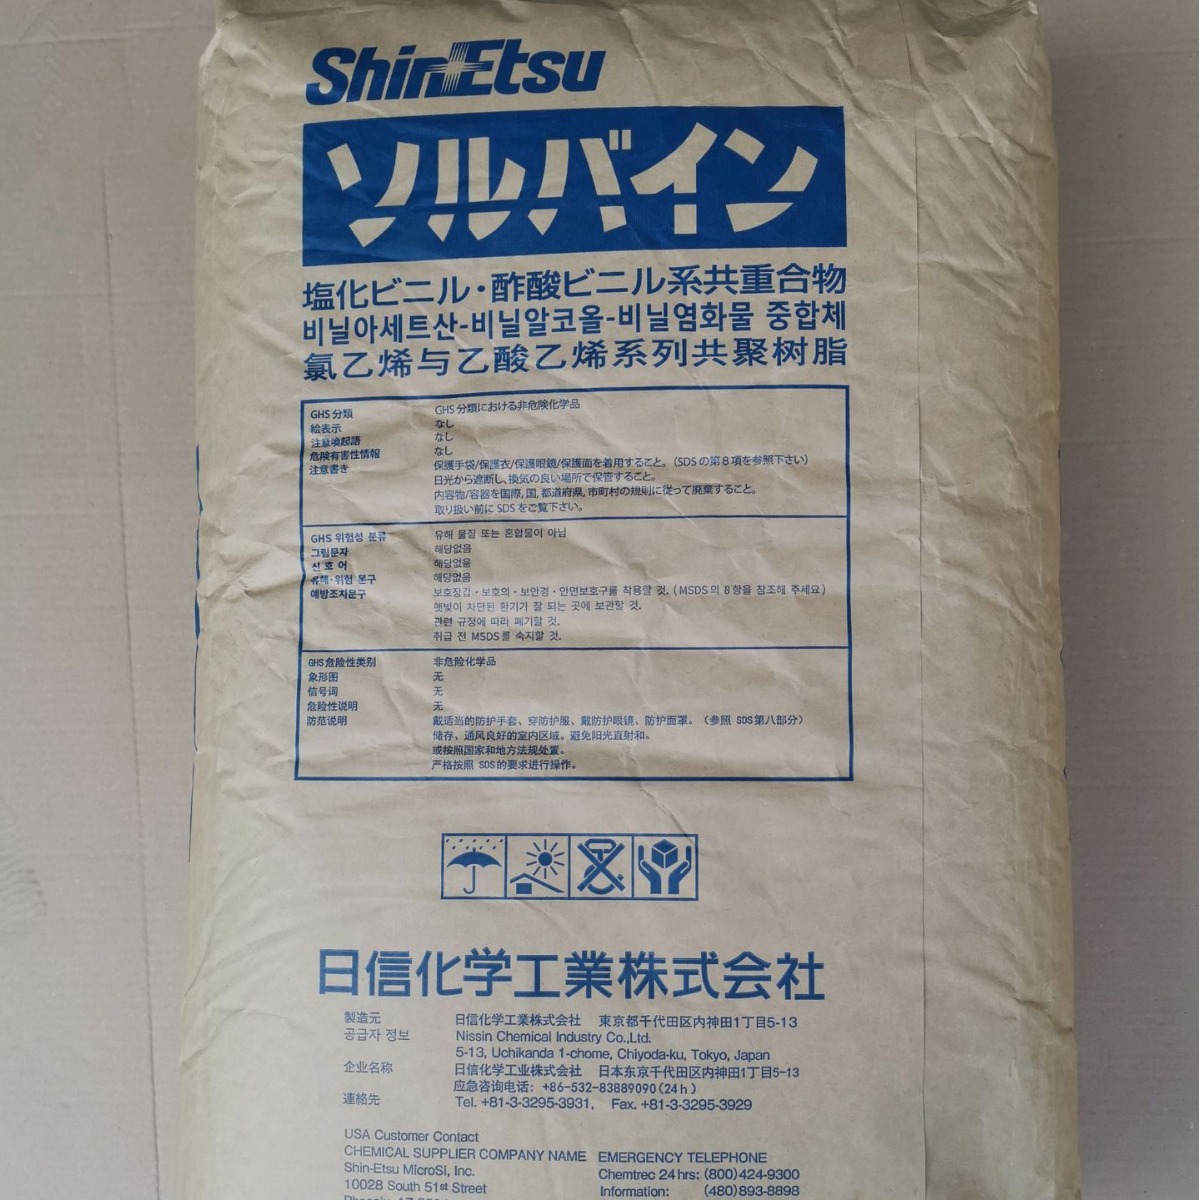 ShinEtsu
ソルバイン
塩化ビニル・酢酸ビニル系共重合物
비닐아세트산-비닐알코올-비닐염화물 중합체
氯乙烯与乙酸乙烯系列共聚树脂
GHS 分類 GHS 分類における非危険化学品
絵表示 なし
注意喚起語 なし
危険有害性情報 なし
注意書き 保護手袋/保護衣/保護眼鏡/保護面を着用すること。（SDS の第８項を参照下さい）
日光から遮断し、換気の良い場所で保管すること。
内容物/容器を国際, 国, 都道府県, 市町村の規則に従って廃棄すること。
取り扱い前に SDS をご覧下さい。
GHS 위험성 분류 유해 물질 또는 혼합물이 아님
그림문자 해당없음
신 호 어 해당없음
유해·위험 문구 해당없음
예방조치문구 보호장갑・보호의・보안경・안면보호구를 착용할 것. ( MSDS 의 8 항을 참조해 주세요 )
햇빛이 차단된 환기가 잘 되는 곳에 보관할 것.
관련 규정에 따라 폐기할 것.
취급 전 MSDS 를 숙지할 것.
GHS危险性类别 非危险化学品
象形图 无
信号词 无
危险性说明 无
防范说明 戴适当的防护手套、穿防护服、戴防护眼镜、防护面罩。（参照 SDS 第八部分）
储存、通风良好的室内区域。避免阳光直射和。
或按照国家和地方法规处置。
严格按照 SDS的要求进行操作。
日信化学工業株式会社
製造元 日信化学工業株式会社 東京都千代田区内神田1丁目5-13
공급자 정보 Nissin Chemical Industry Co.,Ltd.
5-13, Uchikanda 1-chome, Chiyoda-ku, Tokyo, Japan
企业名称 日信化学工业株式会社 日本东京千代田区内神田1丁目5-13
应急咨询电话: +86-532-83889090(24h)
連絡先 Tel. +81-3-3295-3931, Fax. +81-3-3295-3929
USA Customer Contact
CHEMICAL SUPPLIER COMPANY NAME EMERGENCY TELEPHONE
Shin-Etsu MicroSi, Inc. Chemtrec 24 hrs: (800)424-9300
10028 South 51st Street Information: (480)893-8898